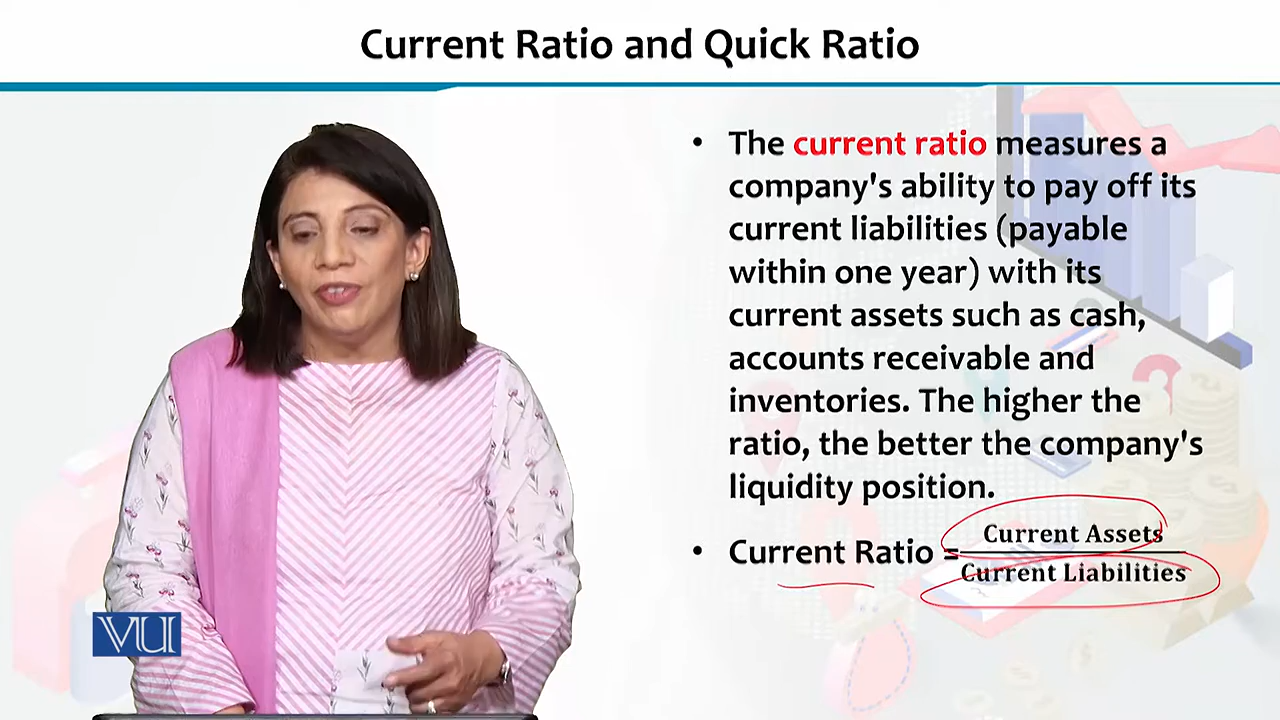 Current Ratio and Quick Ratio
• The current ratio measures a
company's ability to pay off its
current liabilities (payable
within one year) with its
current assets such as cash,
accounts receivable and
inventories. The higher the
ratio, the better the company's
liquidity position.
• Current Ratio = Current Assets
Current Liabilities
VU